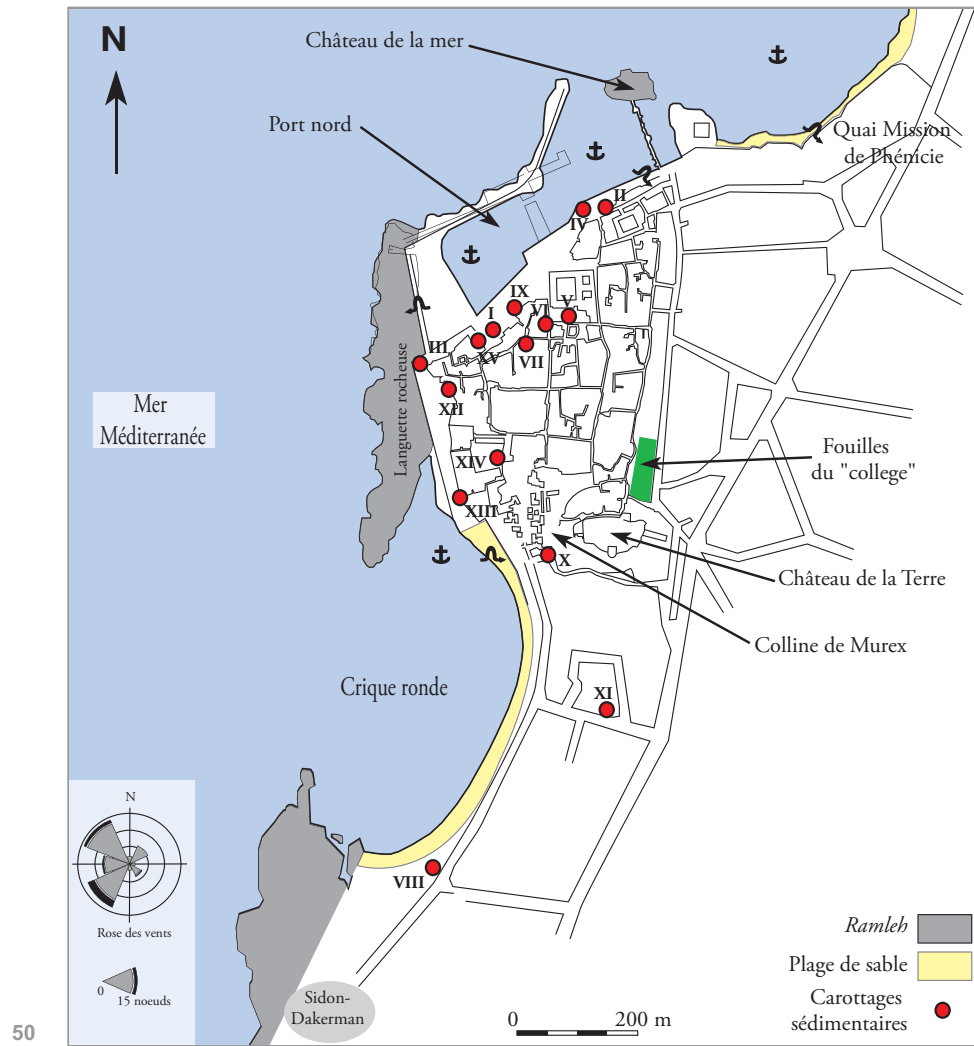 N
Château de la mer
Port nord
Quai Mission
de Phénicie
II
IV
IX
VI
V
I
III
XV
VII
XII
Languette rocheuse
Mer
Méditerranée
XIV
Fouilles
du "college"
XIII
X
Château de la Terre
Colline de Murex
Crique ronde
XI
N
VIII
Rose des vents
0
15 noeuds
Ramleh
Plage de sable
Carottages
sédimentaires
Sidon-
Dakerman
0 200 m
50